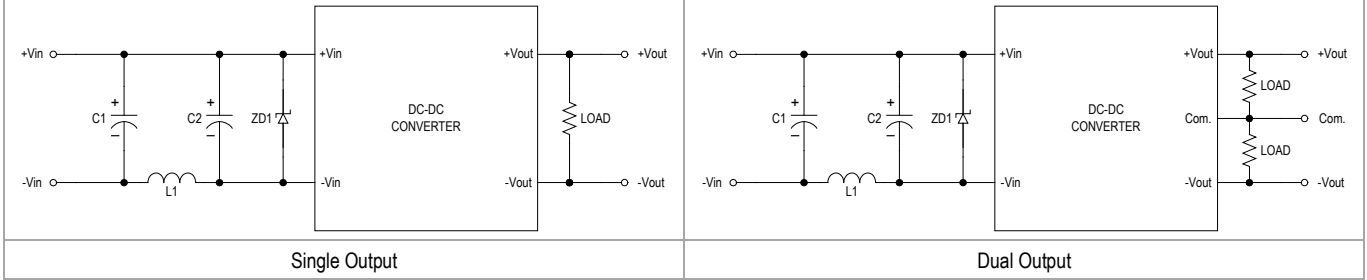 +Vin
+Vin
+Vout
+Vout
+
C1
−
+
C2
−
ZD1
DC-DC
CONVERTER
LOAD
-Vin
L1
-Vin
-Vout
-Vout
Single Output
+Vin
+Vin
+Vout
+Vout
+
C1
−
+
C2
−
ZD1
DC-DC
CONVERTER
LOAD
Com.
Com.
LOAD
-Vin
L1
-Vin
-Vout
-Vout
Dual Output